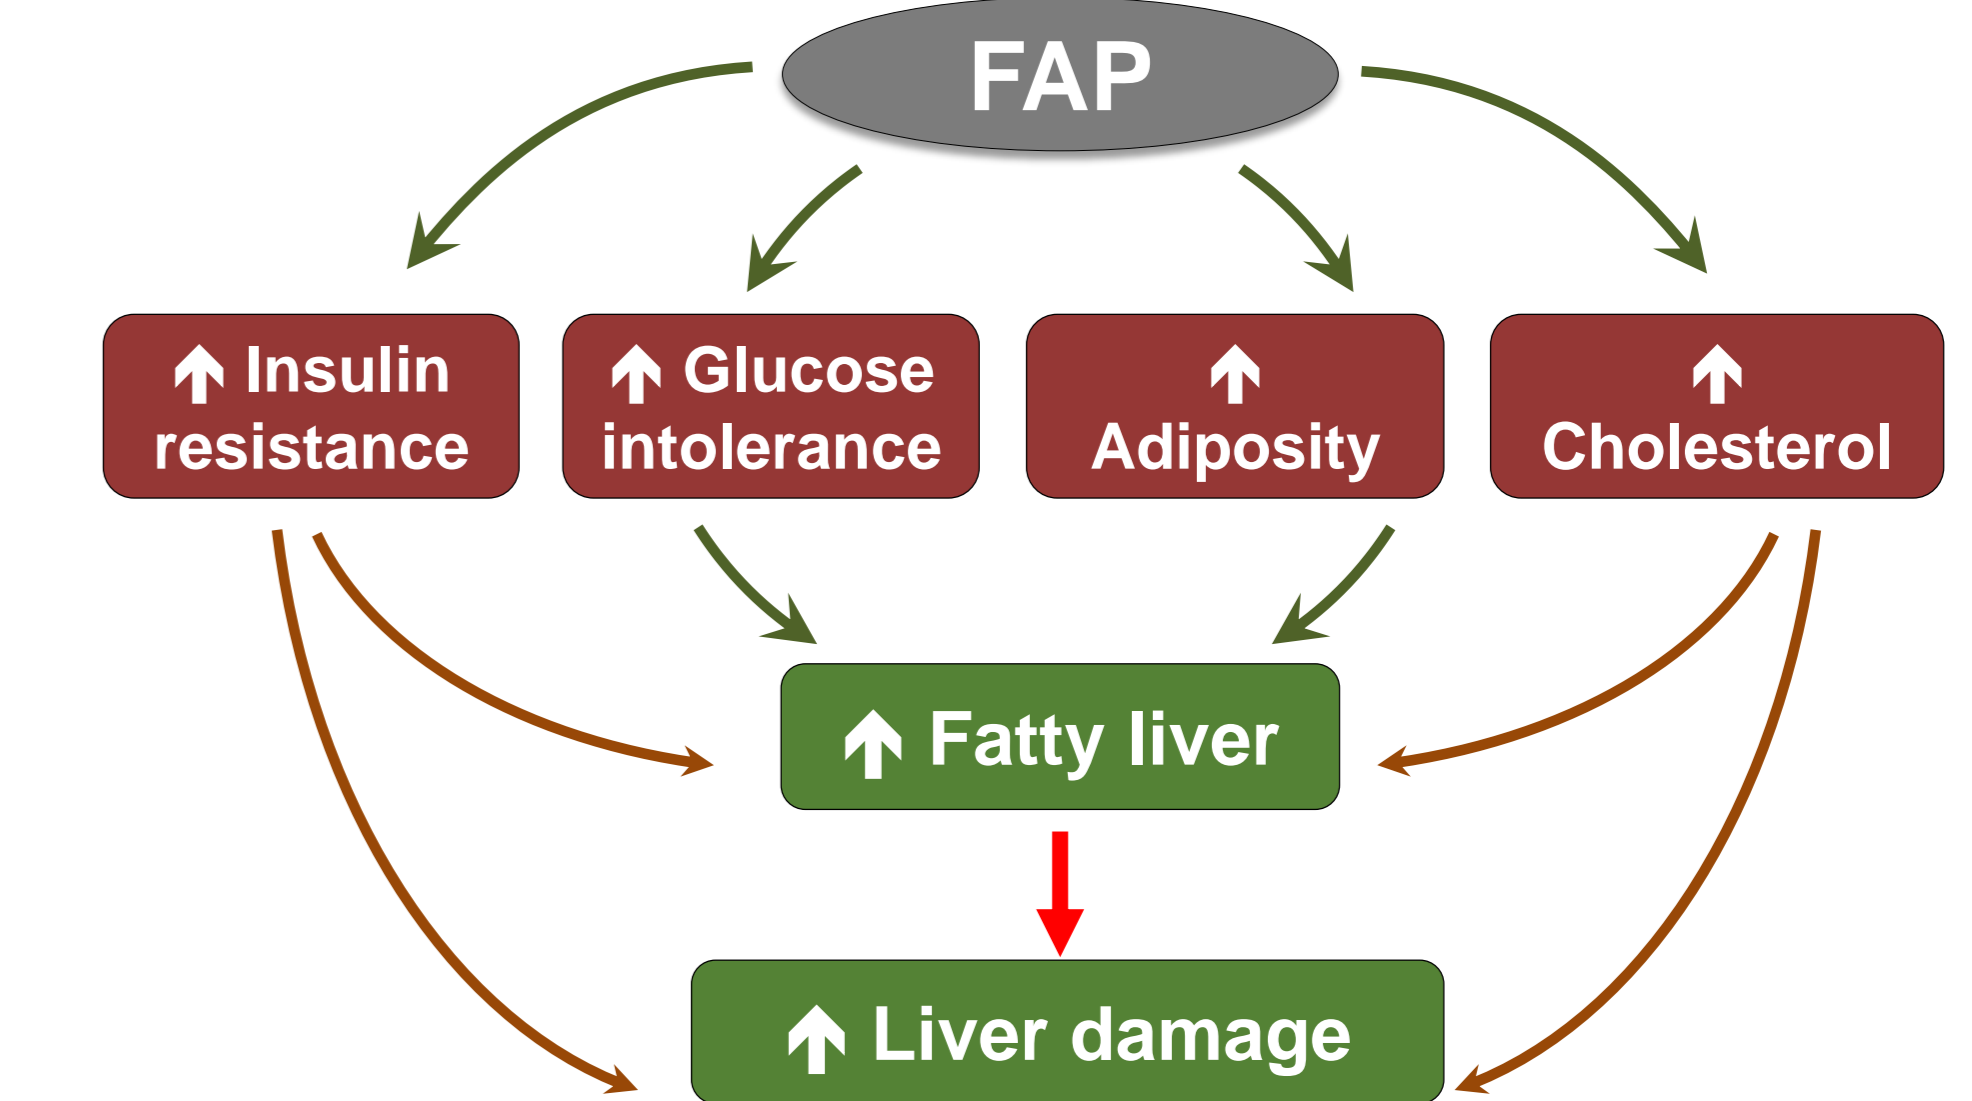 FAP
🡅 Insulin
resistance
🡅 Glucose
intolerance
🡅
Adiposity
🡅
Cholesterol
🡅 Fatty liver
🡅 Liver damage